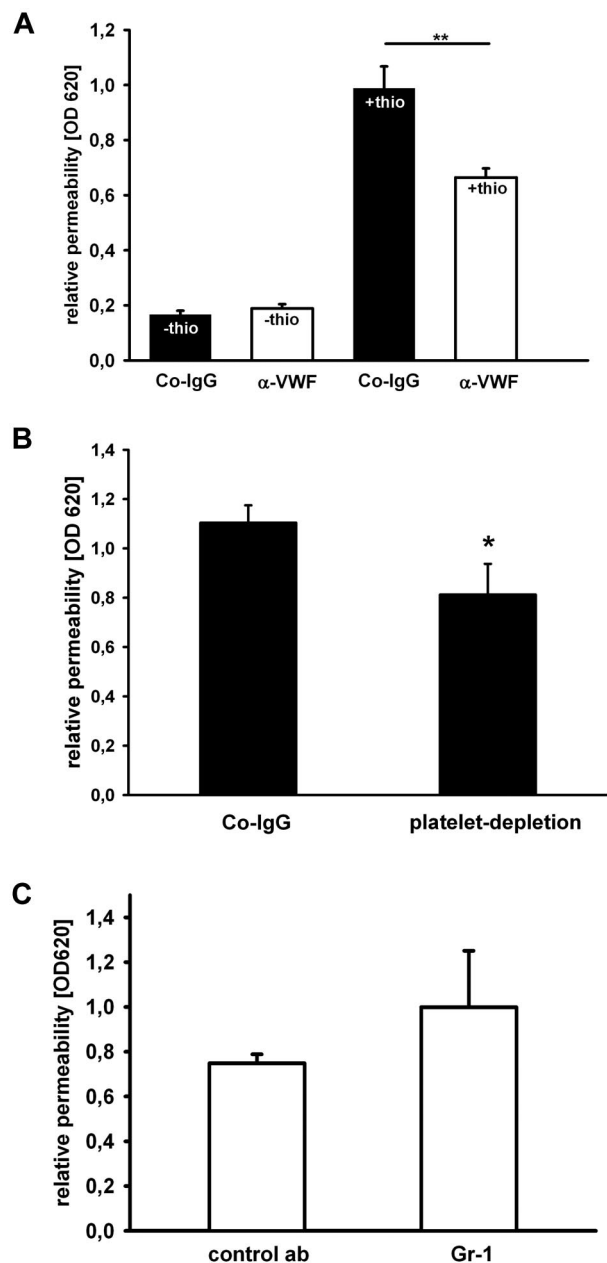 A
relative permeability [OD 620]
1,2
1,0
0,8
0,6
0,4
0,2
0,0
**
-thio
-thio
+thio
+thio
Co-IgG
α-VWF
Co-IgG
α-VWF
B
relative permeability [OD 620]
1,4
1,2
1,0
0,8
0,6
0,4
0,2
0,0
*
Co-IgG
platelet-depletion
C
relative permeability [OD620]
1,4
1,2
1,0
0,8
0,6
0,4
0,2
0,0
control ab
Gr-1